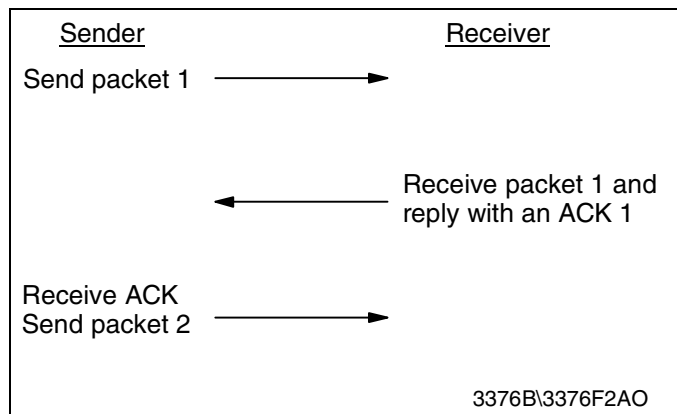 Sender
Receiver
Send packet 1
Receive packet 1 and
reply with an ACK 1
Receive ACK
Send packet 2
3376B\3376F2AO